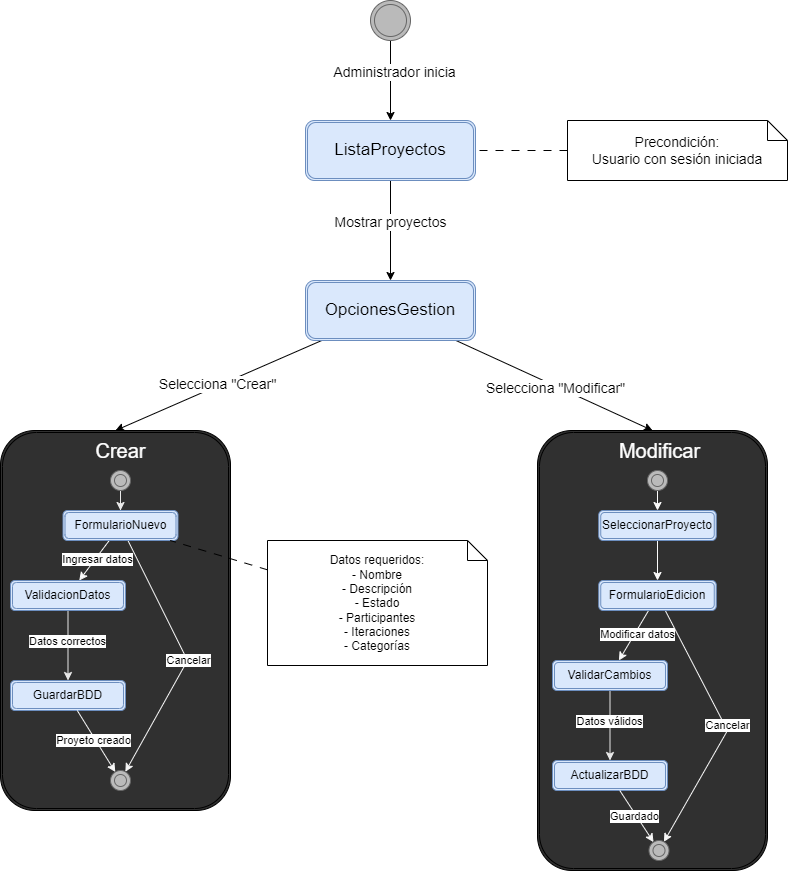 Administrador inicia
ListaProyectos
Precondición:
Usuario con sesión iniciada
Mostrar proyectos
OpcionesGestion
Selecciona "Crear"
Selecciona "Modificar"
Crear
FormularioNuevo
Ingresar datos
ValidacionDatos
Datos correctos
Cancelar
GuardarBDD
Proyeto creado
Datos requeridos:
- Nombre
- Descripción
- Estado
- Participantes
- Iteraciones
- Categorías
Modificar
SeleccionarProyecto
FormularioEdicion
Modificar datos
ValidarCambios
Datos válidos
Cancelar
ActualizarBDD
Guardado